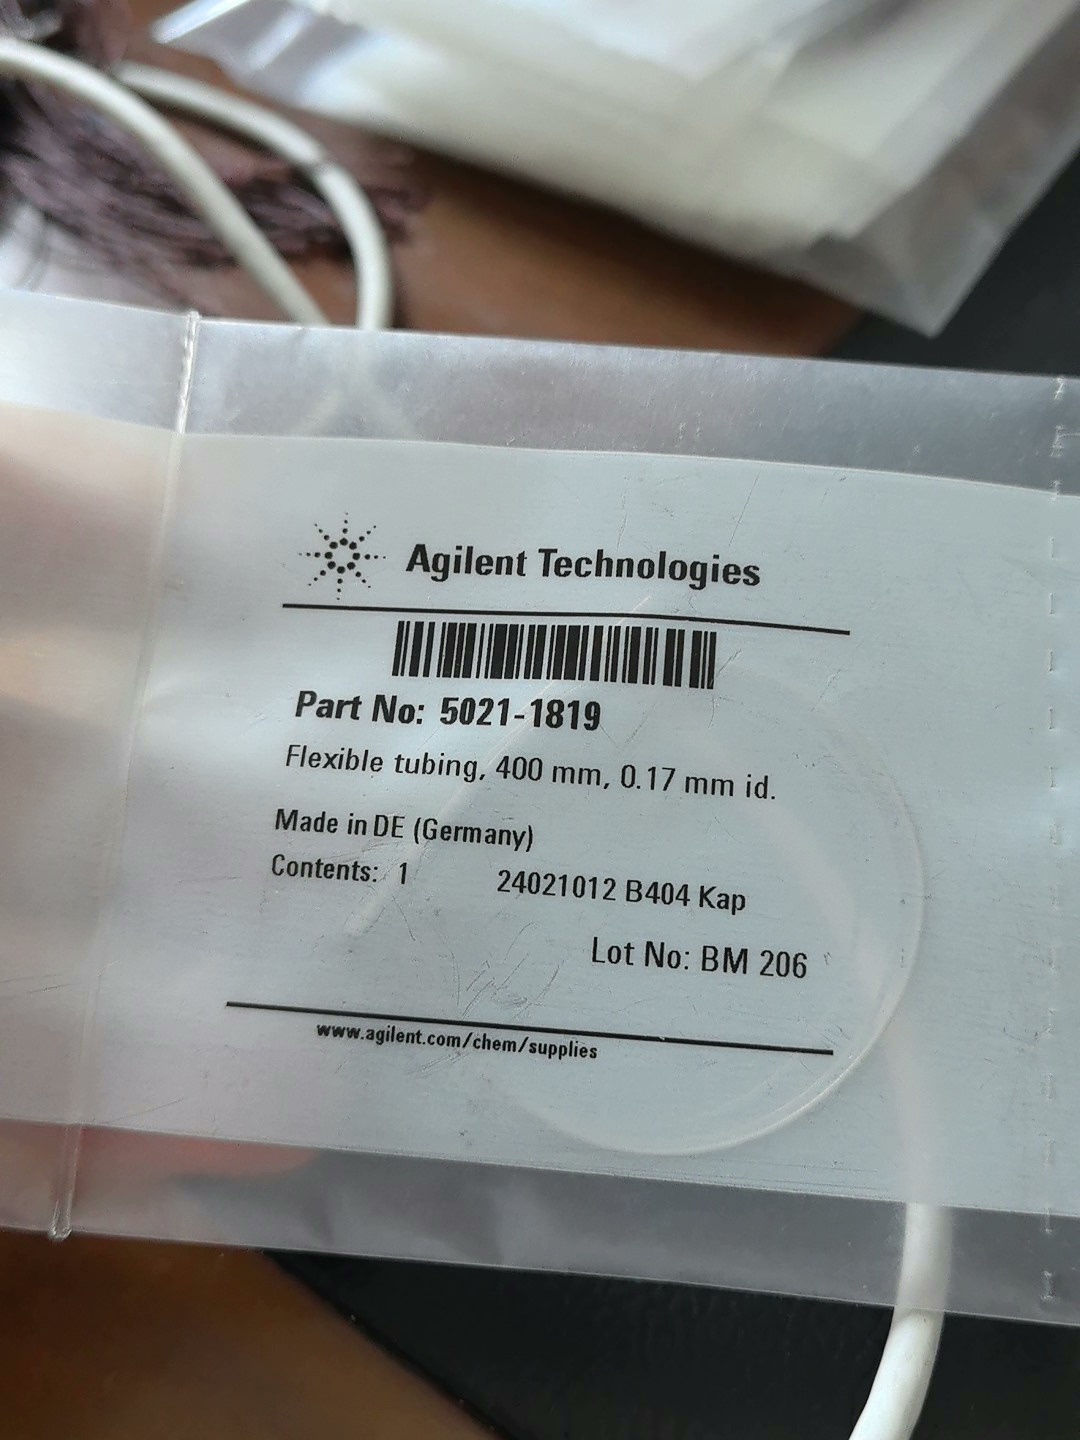 Agilent Technologies
Part No: 5021-1819
Flexible tubing, 400 mm, 0.17 mm id.
Made in DE (Germany)
Contents: 1 24021012 B404 Kap
Lot No: BM 206
www.agilent.com/chem/supplies